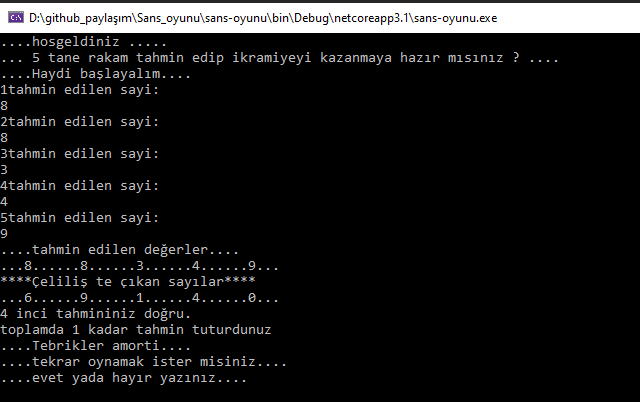 D:\github_paylaşım\Sans_oyunu\sans-oyunu\bin\Debug\netcoreapp3.1\sans-oyunu.exe
....hosgeldiniz .....
... 5 tane rakam tahmin edip ikramiyeyi kazanmaya hazır mısınız ? ....
....Haydi başlayalım....
1tahmin edilen sayi:
8
2tahmin edilen sayi:
8
3tahmin edilen sayi:
3
4tahmin edilen sayi:
4
5tahmin edilen sayi:
9
....tahmin edilen değerler....
...8......8......3......4......9...
****Çeliliş te çıkan sayılar****
...6......9......1......4......0...
4 inci tahmininiz doğru.
toplamda 1 kadar tahmin tuturdunuz
....Tebrikler amorti....
....tekrar oynamak ister misiniz....
....evet yada hayır yazınız....